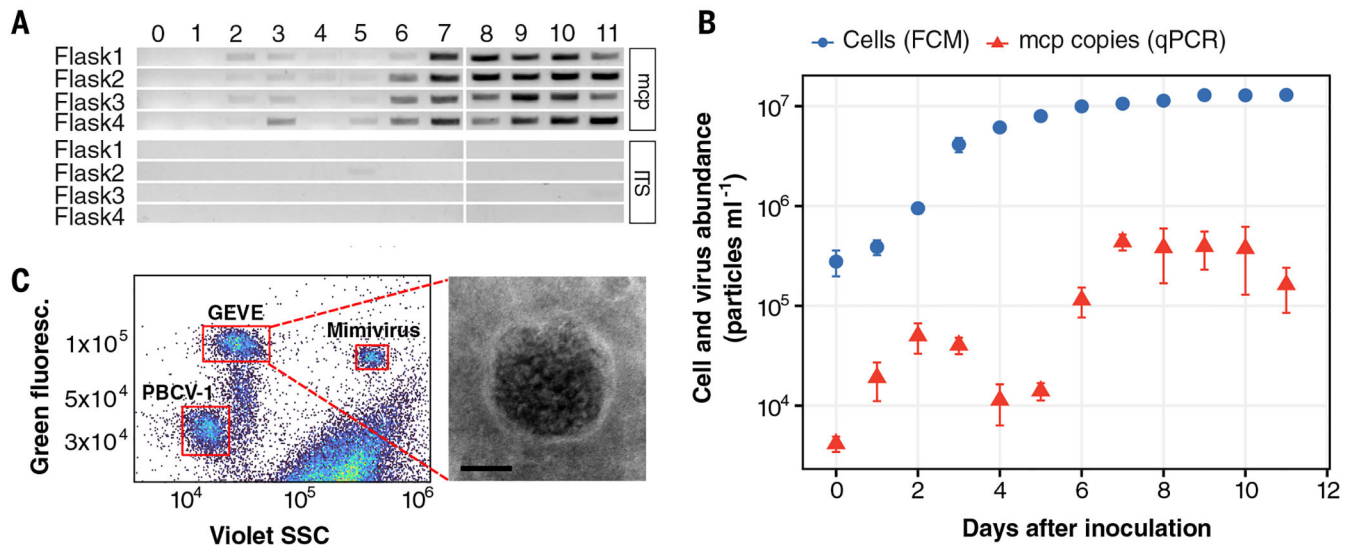 A
0 1 2 3 4 5 6 7 8 9 10 11
Flask1
Flask2
Flask3
Flask4
mcp
Flask1
Flask2
Flask3
Flask4
ITS
B
Cells (FCM) mcp copies (qPCR)
Cell and virus abundance
(particles ml⁻¹)
10⁷
10⁶
10⁵
10⁴
0 2 4 6 8 10 12
Days after inoculation
C
Green fluoresc.
1x10⁵
5x10⁴
3x10⁴
GEVE
Mimivirus
PBCV-1
10⁴ 10⁵ 10⁶
Violet SSC